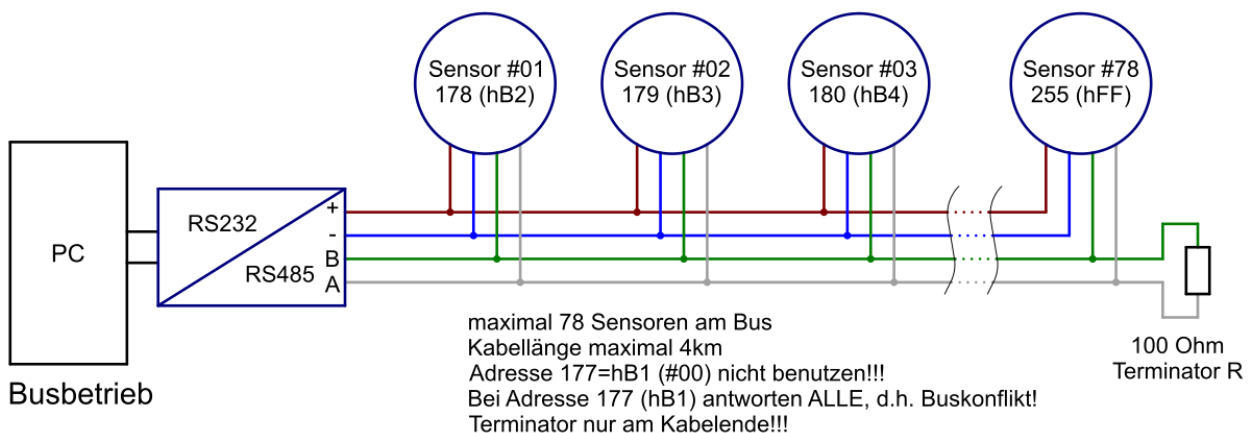 Sensor #01
178 (hB2)
Sensor #02
179 (hB3)
Sensor #03
180 (hB4)
Sensor #78
255 (hFF)
PC
RS232
RS485
+
-
B
A
Busbetrieb
maximal 78 Sensoren am Bus
Kabellänge maximal 4km
Adresse 177=hB1 (#00) nicht benutzen!!!
Bei Adresse 177 (hB1) antworten ALLE, d.h. Buskonflikt!
Terminator nur am Kabelende!!!
100 Ohm
Terminator R